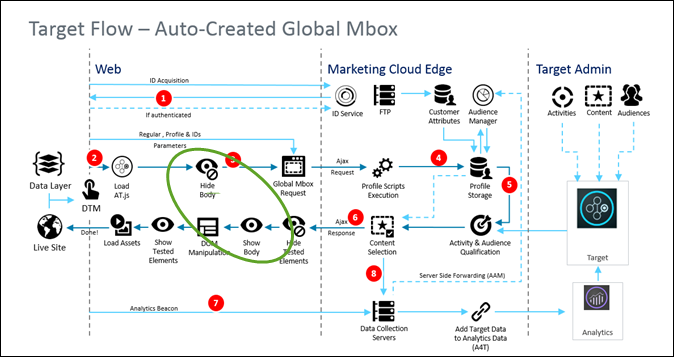 Target Flow – Auto-Created Global Mbox
Web
Marketing Cloud Edge
Target Admin
ID Acquisition
1
If authenticated
ID Service
FTP
Customer
Attributes
Audience
Manager
Activities
Content
Audiences
Regular , Profile & IDs
Parameters
2
3
Ajax
Request
4
5
Data Layer
DTM
Load
AT.js
Hide
Body
Global Mbox
Request
Profile Scripts
Execution
Profile
Storage
Live Site
Done!
Load Assets
Show
Tested
Elements
DOM
Manipulation
Show
Body
Hide
Tested
Elements
Ajax
Response
6
Content
Selection
Activity & Audience
Qualification
Target
8
Server Side Forwarding (AAM)
7
Analytics Beacon
Data Collection
Servers
Add Target Data
to Analytics Data
(A4T)
Analytics